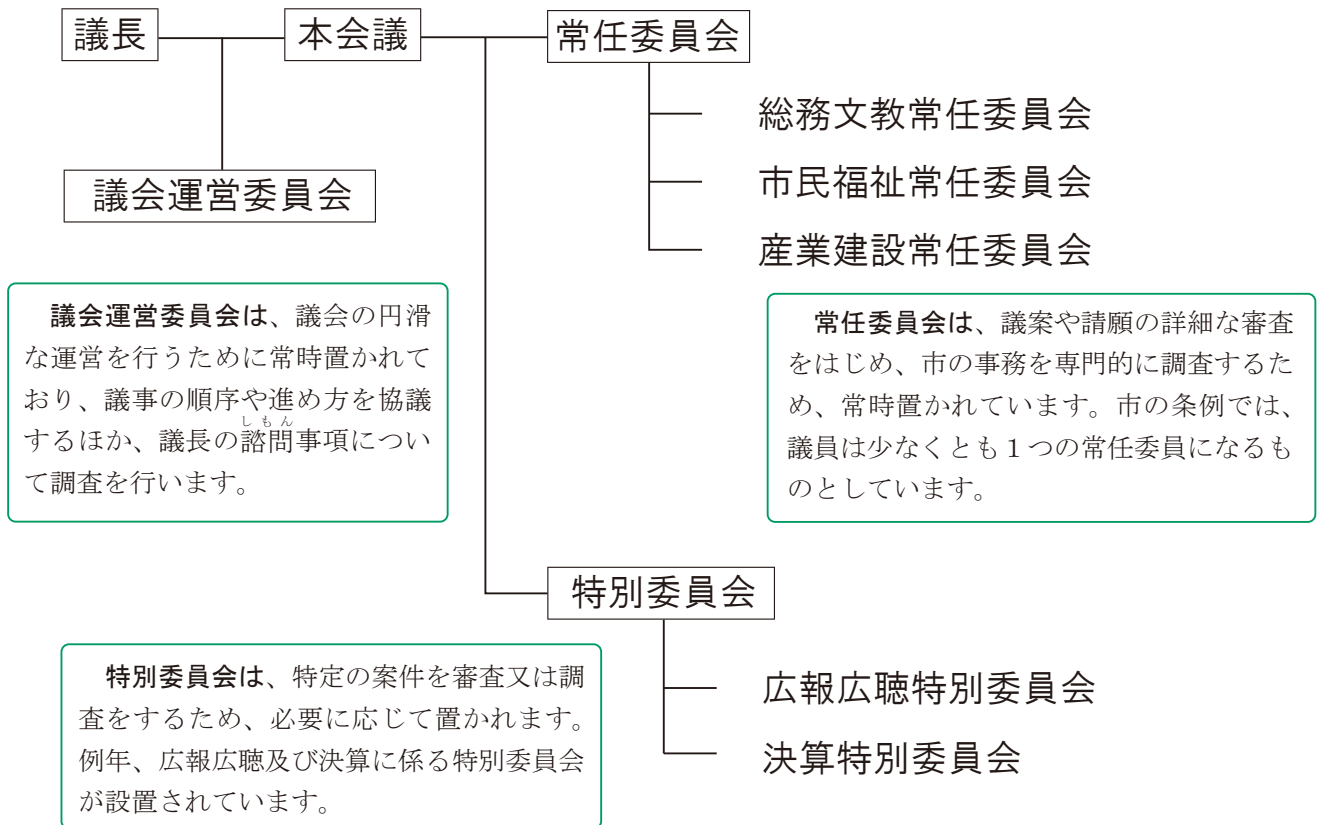 議長
本会議
常任委員会
総務文教常任委員会
市民福祉常任委員会
産業建設常任委員会
議会運営委員会
議会運営委員会は、議会の円滑
な運営を行うために常時置かれて
おり、議事の順序や進め方を協議
しもん
するほか、議長の諮問事項につい
て調査を行います。
常任委員会は、議案や請願の詳細な審査
をはじめ、市の事務を専門的に調査するた
め、常時置かれています。市の条例では、
議員は少なくとも1つの常任委員になるも
のとしています。
特別委員会
広報広聴特別委員会
決算特別委員会
特別委員会は、特定の案件を審査又は調
査をするため、必要に応じて置かれます。
例年、広報広聴及び決算に係る特別委員会
が設置されています。